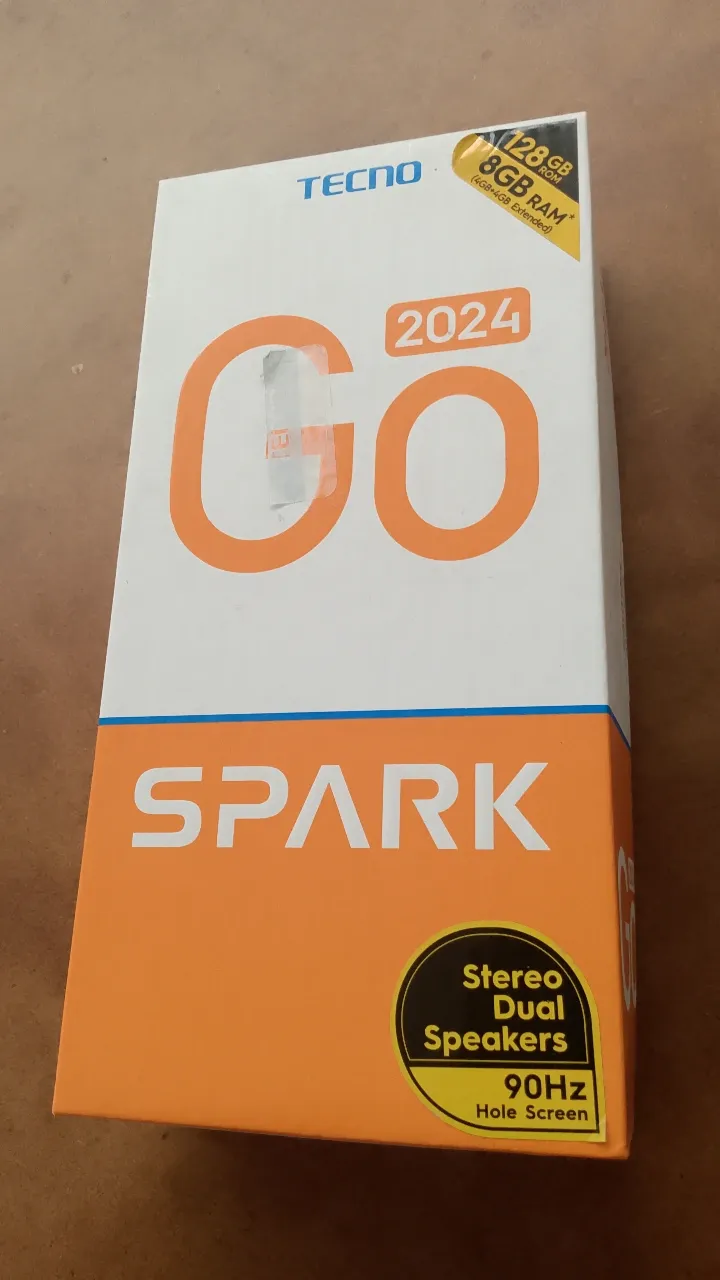 TECNO
128GB
ROM
8GB RAM*
(4GB+4GB Extended)
2024
Go
SPARK
Stereo
Dual
Speakers
90Hz
Hole Screen